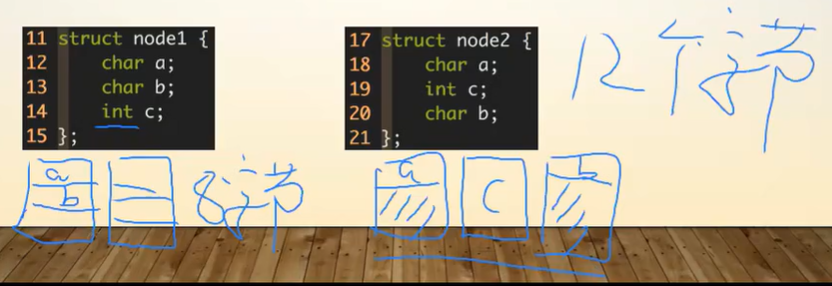 11 struct node1 {
12     char a;
13     char b;
14     int c;
15 };
17 struct node2 {
18     char a;
19     int c;
20     char b;
21 };
12个字节
a
b
8字节
a
c
b